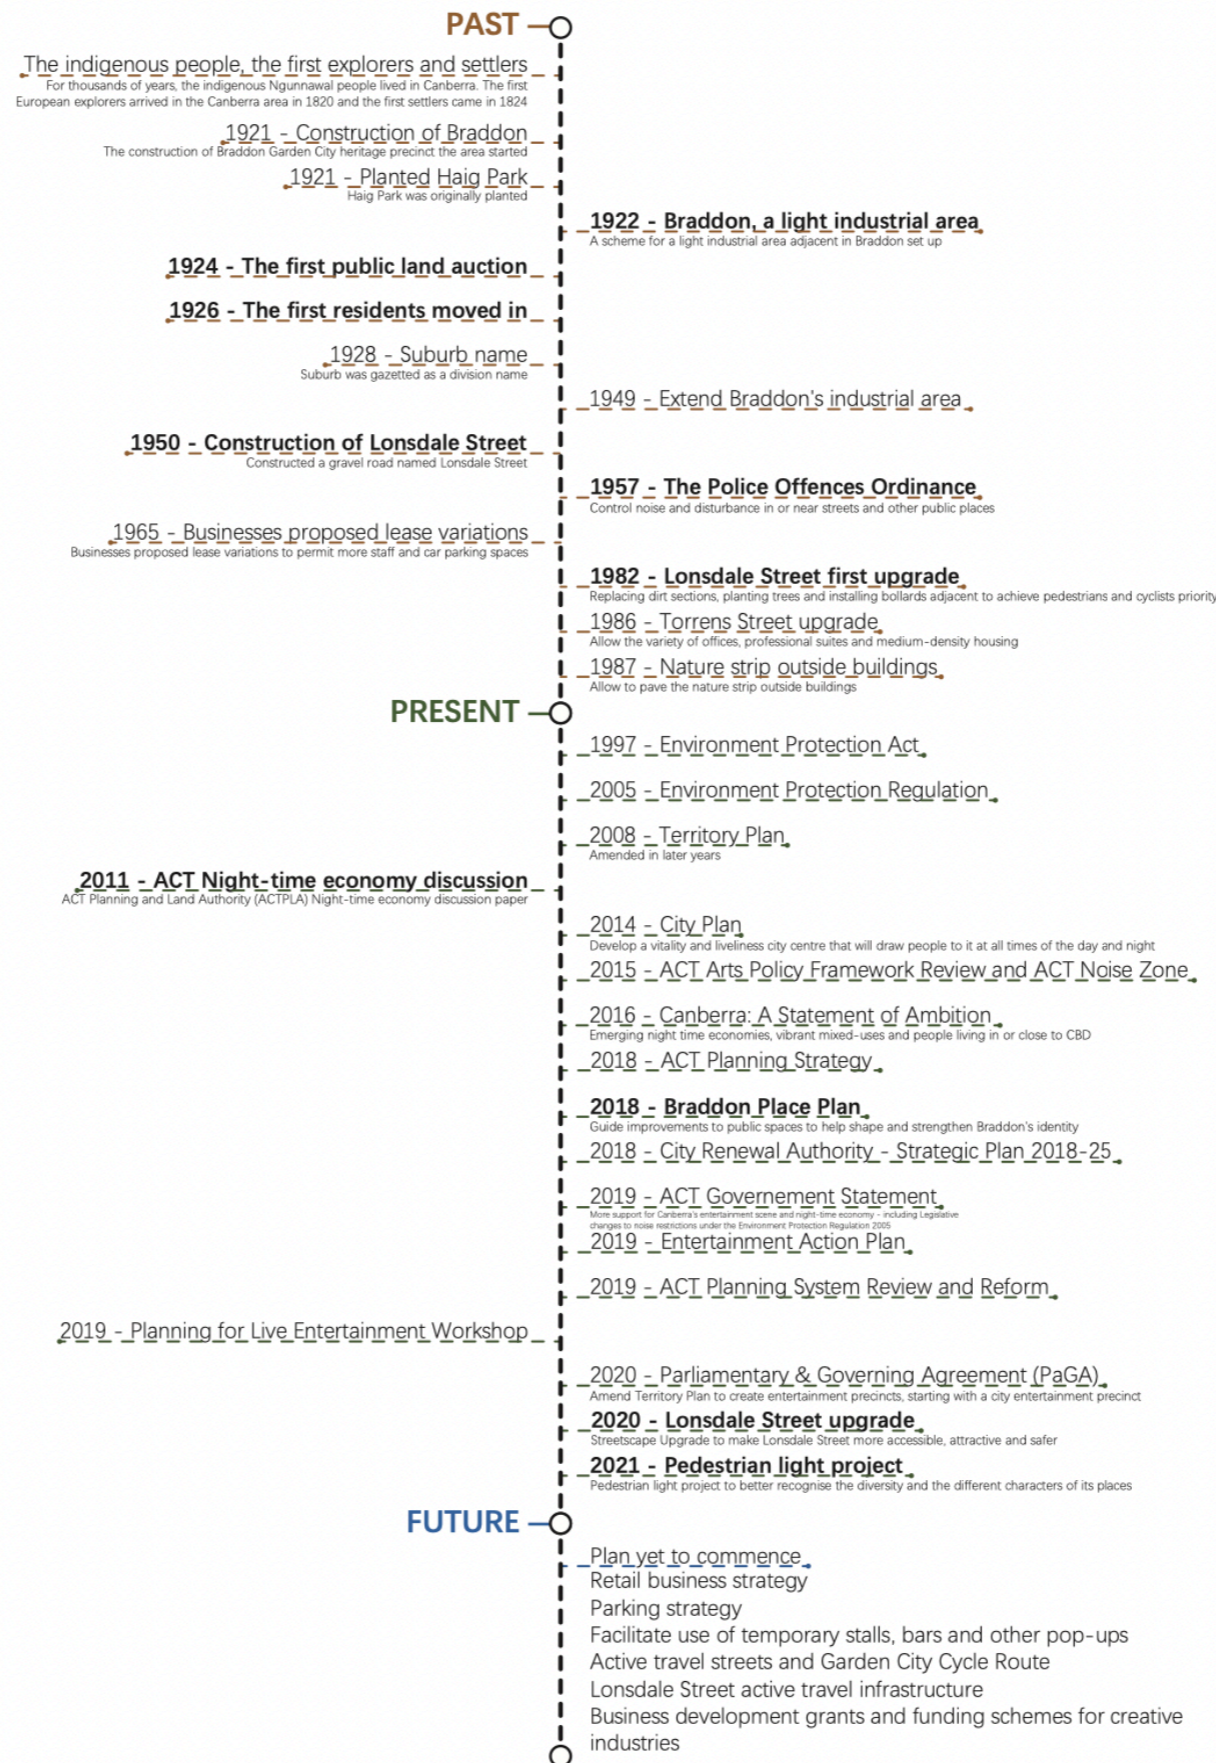 PAST
The indigenous people, the first explorers and settlers
For thousands of years, the indigenous Ngunnawal people lived in Canberra. The first
European explorers arrived in the Canberra area in 1820 and the first settlers came in 1824
1921 - Construction of Braddon
The construction of Braddon Garden City heritage precinct the area started
1921 - Planted Haig Park
Haig Park was originally planted
1922 - Braddon, a light industrial area
A scheme for a light industrial area adjacent in Braddon set up
1924 - The first public land auction
1926 - The first residents moved in
1928 - Suburb name
Suburb was gazetted as a division name
1949 - Extend Braddon's industrial area
1950 - Construction of Lonsdale Street
Constructed a gravel road named Lonsdale Street
1957 - The Police Offences Ordinance
Control noise and disturbance in or near streets and other public places
1965 - Businesses proposed lease variations
Businesses proposed lease variations to permit more staff and car parking spaces
1982 - Lonsdale Street first upgrade
Replacing dirt sections, planting trees and installing bollards adjacent to achieve pedestrians and cyclists priority
1986 - Torrens Street upgrade
Allow the variety of offices, professional suites and medium-density housing
1987 - Nature strip outside buildings
Allow to pave the nature strip outside buildings
PRESENT
1997 - Environment Protection Act
2005 - Environment Protection Regulation
2008 - Territory Plan
Amended in later years
2011 - ACT Night-time economy discussion
ACT Planning and Land Authority (ACTPLA) Night-time economy discussion paper
2014 - City Plan
Develop a vitality and liveliness city centre that will draw people to it at all times of the day and night
2015 - ACT Arts Policy Framework Review and ACT Noise Zone
2016 - Canberra: A Statement of Ambition
Emerging night time economies, vibrant mixed-uses and people living in or close to CBD
2018 - ACT Planning Strategy
2018 - Braddon Place Plan
Guide improvements to public spaces to help shape and strengthen Braddon's identity
2018 - City Renewal Authority - Strategic Plan 2018-25
2019 - ACT Governement Statement
More support for Canberra's entertainment scene and night-time economy - including Legislative
changes to noise restrictions under the Environment Protection Regulation 2005
2019 - Entertainment Action Plan
2019 - ACT Planning System Review and Reform
2019 - Planning for Live Entertainment Workshop
2020 - Parliamentary & Governing Agreement (PaGA)
Amend Territory Plan to create entertainment precincts, starting with a city entertainment precinct
2020 - Lonsdale Street upgrade
Streetscape Upgrade to make Lonsdale Street more accessible, attractive and safer
2021 - Pedestrian light project
Pedestrian light project to better recognise the diversity and the different characters of its places
FUTURE
Plan yet to commence
Retail business strategy
Parking strategy
Facilitate use of temporary stalls, bars and other pop-ups
Active travel streets and Garden City Cycle Route
Lonsdale Street active travel infrastructure
Business development grants and funding schemes for creative
industries